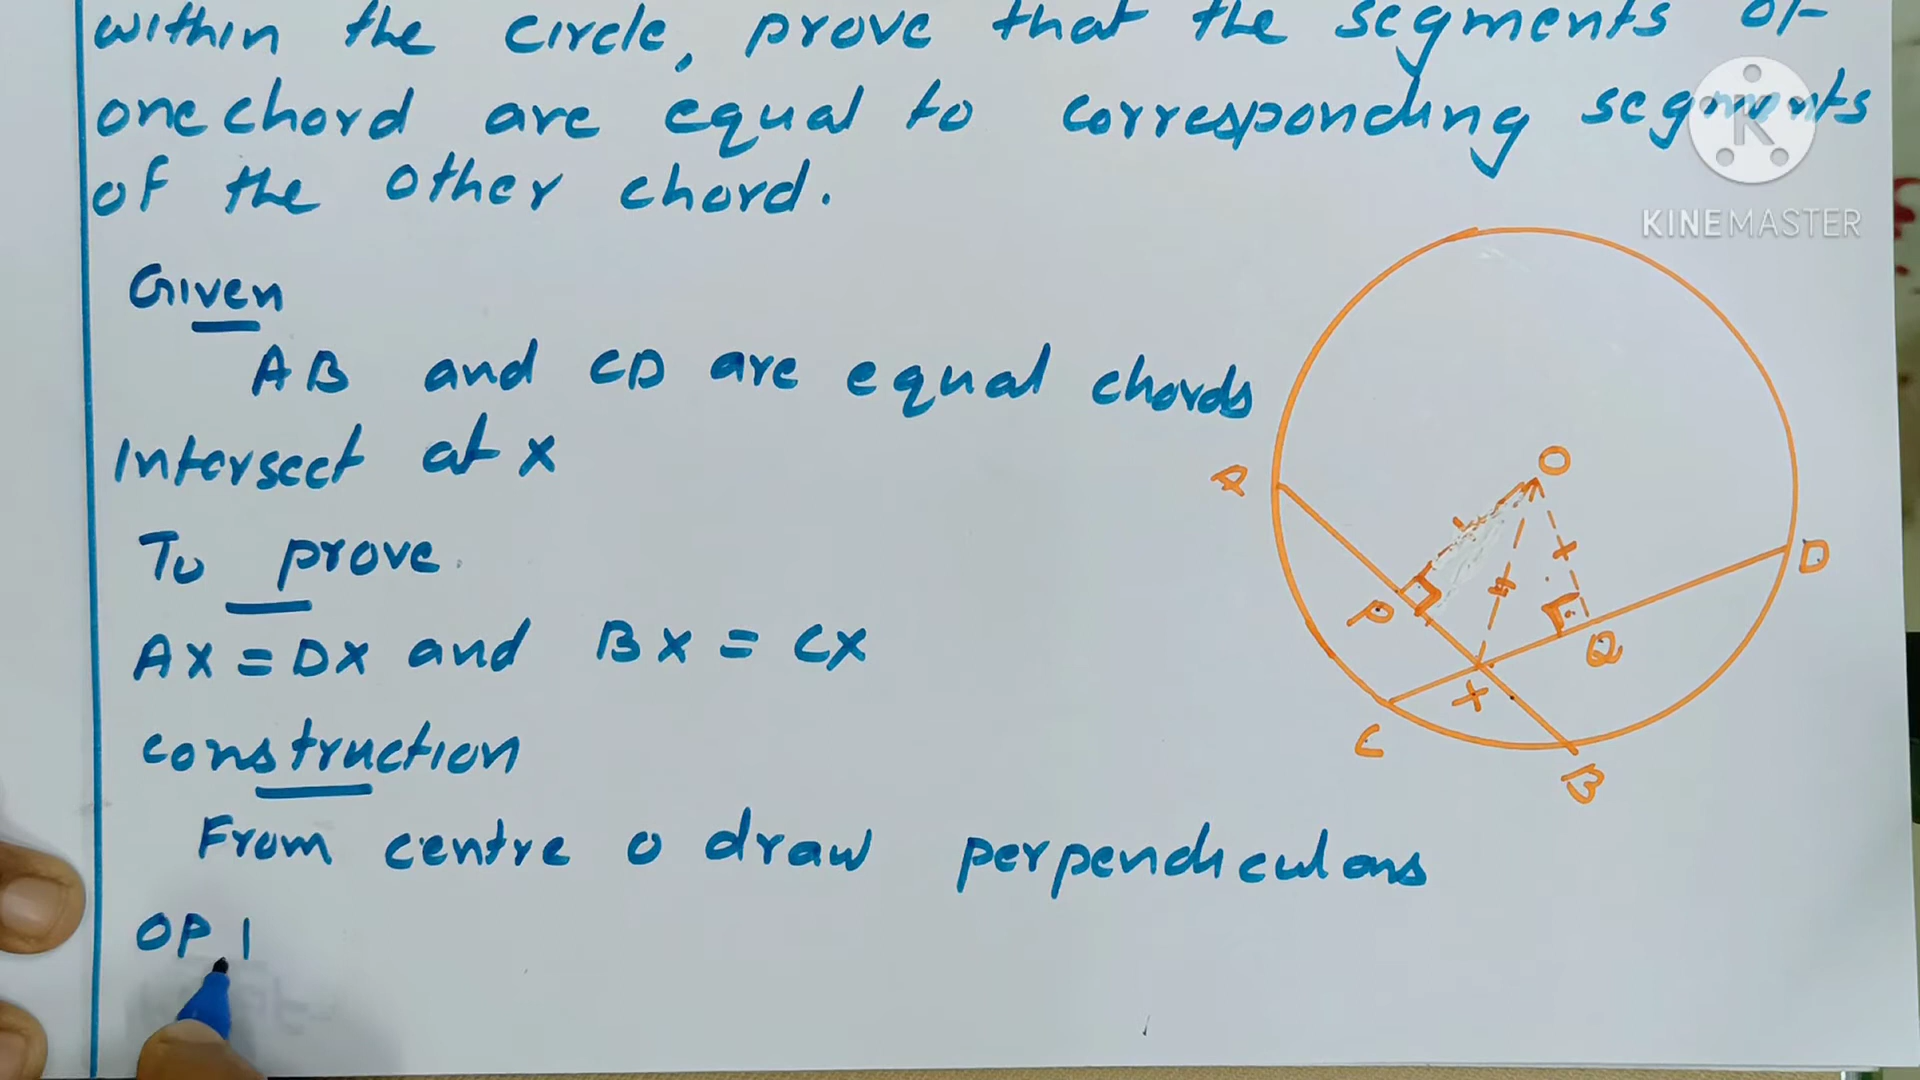 within the circle, prove that the segments of
one chord are equal to corresponding segments
of the other chord.
K
KINEMASTER
Given
AB and CD are equal chords
Intersect at x
To prove.
AX = DX and BX = CX
construction
From centre o draw perpendiculars
OP
O
A
D
P
Q
X
C
B